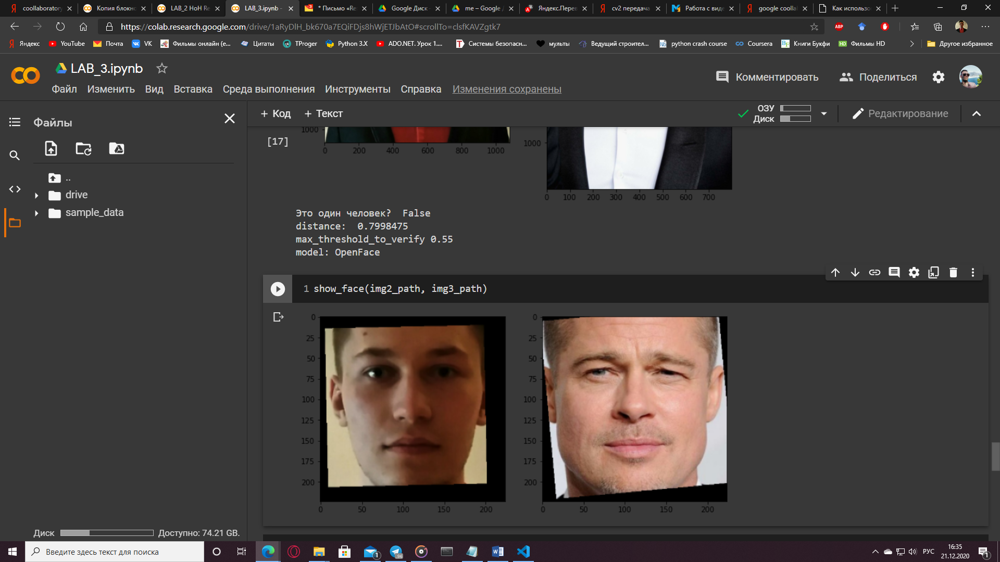 coollaboratory
Копия блокно
LAB_2 HoH Re
LAB_3.ipynb -
* Письмо «Re
Google Диск -
me – Google Д
Яндекс.Перев
cv2 передача
Работа с виде
google coollal
Как использо
https://colab.research.google.com/drive/1aRyDlH_bk670a7EQiFDjs8hWjETJbAtO#scrollTo=clsfKAVZgtk7
Яндекс
YouTube
Почта
VK
Фильмы онлайн (е...
Цитаты
TProger
Python 3.X
ADO.NET. Урок 1....
Системы безопасн...
мульты
Ведущий строител...
python crash course
Coursera
Книги Букфи
Фильмы HD
Другое избранное
LAB_3.ipynb
Комментировать
Поделиться
Файл Изменить Вид Вставка Среда выполнения Инструменты Справка Изменения сохранены
Файлы
+ Код + Текст
ОЗУ
Диск
Редактирование
..
drive
sample_data
[17]
1000
0 200 400 600 800 1000
1000
0 100 200 300 400 500 600 700
Это один человек? False
distance: 0.7998475
max_threshold_to_verify 0.55
model: OpenFace
1 show_face(img2_path, img3_path)
0
25
50
75
100
125
150
175
200
0 50 100 150 200
0
25
50
75
100
125
150
175
200
0 50 100 150 200
Диск Доступно: 74.21 GB.
Введите здесь текст для поиска
РУС
16:35
21.12.2020